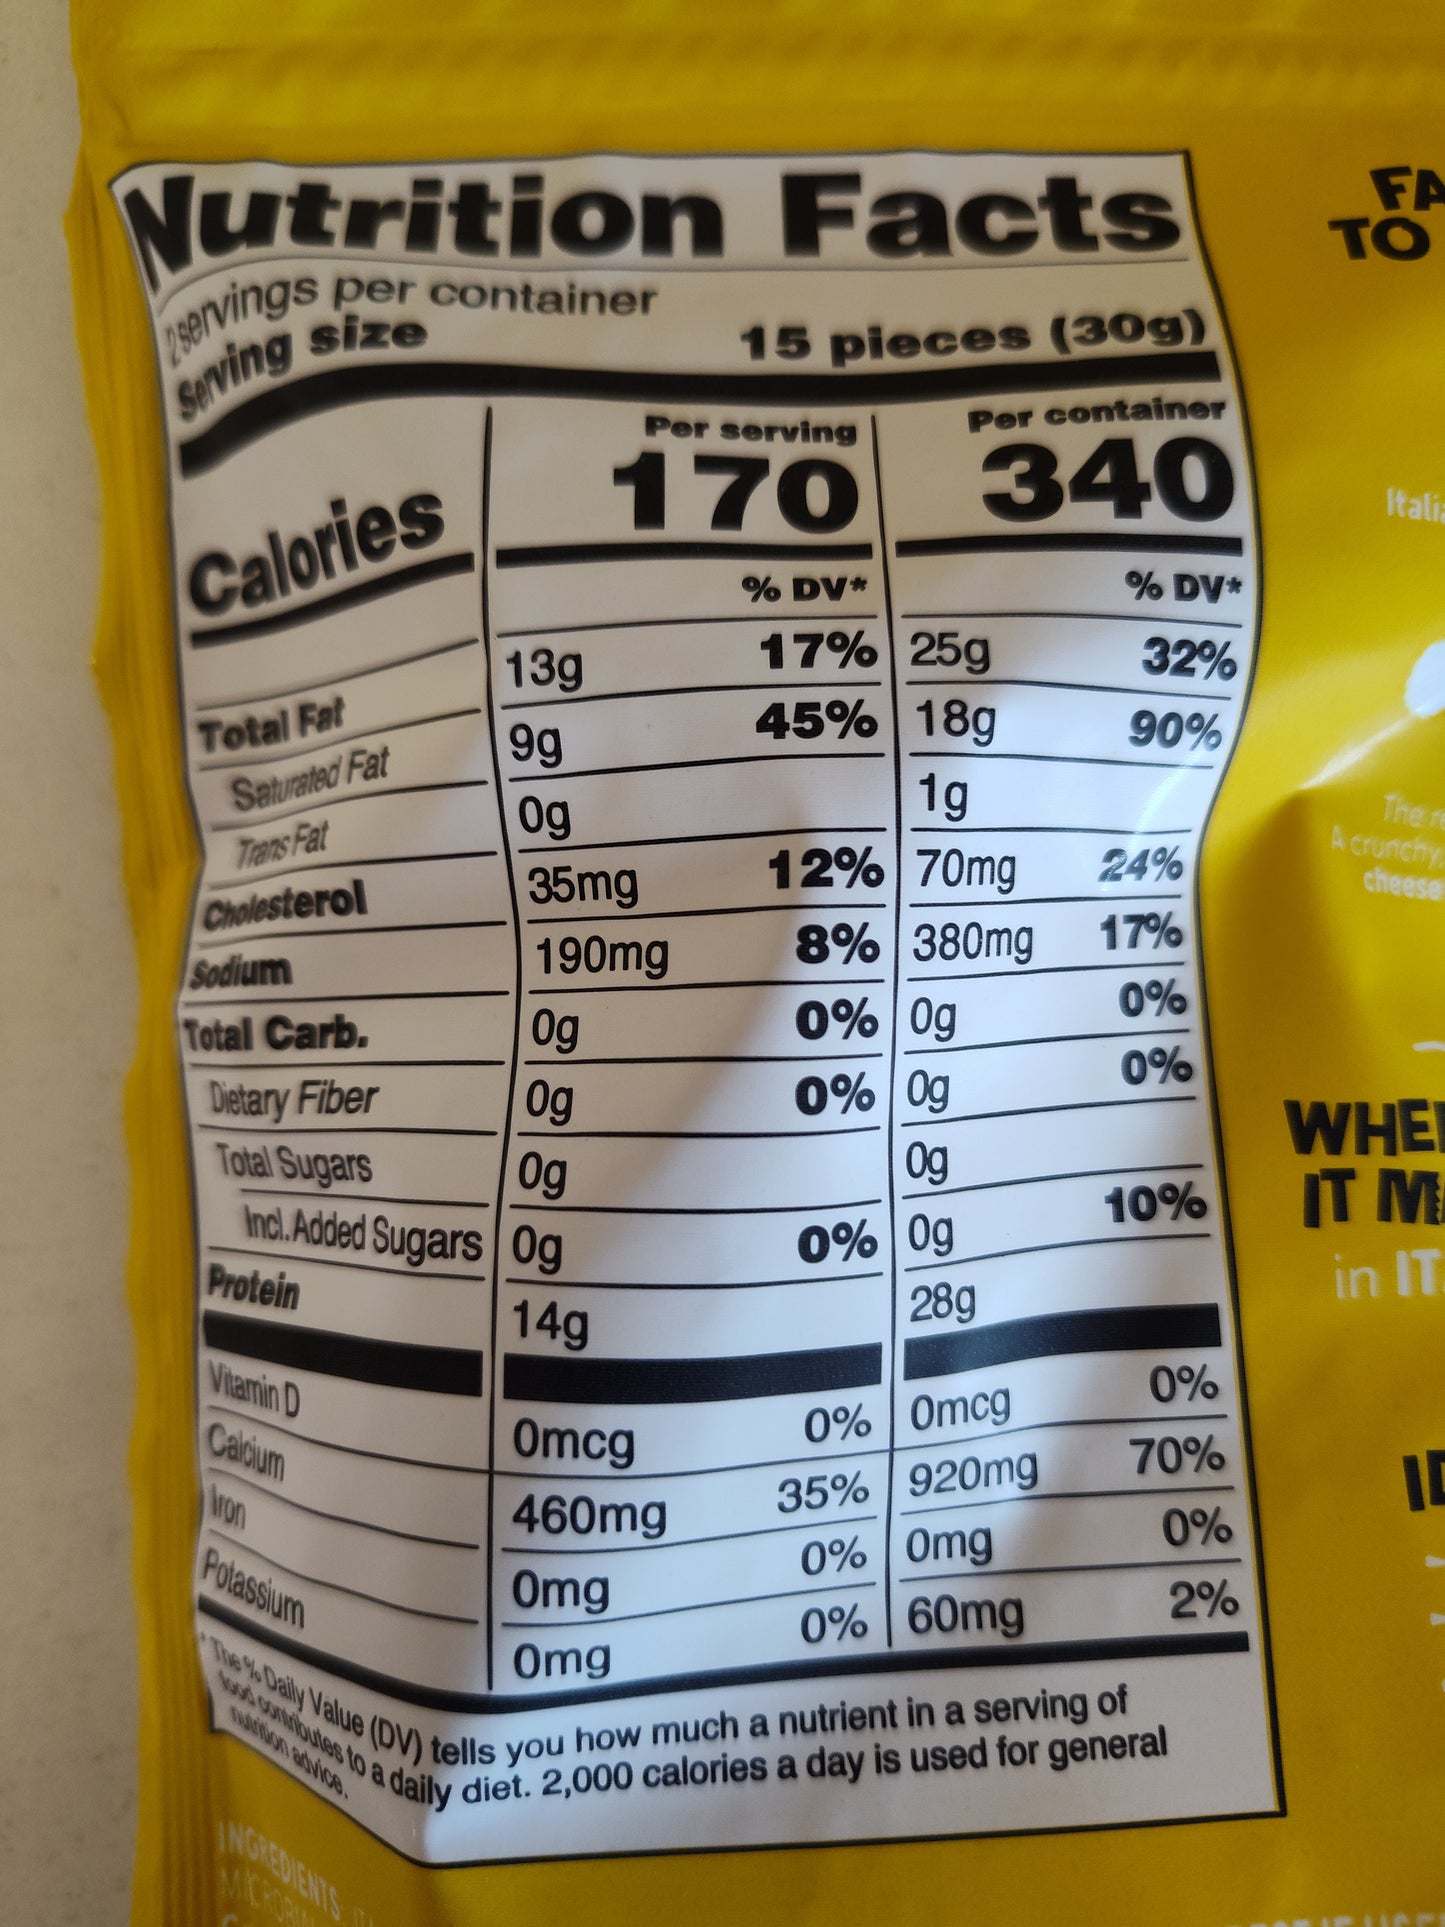 Nutrition Facts
2 servings per container
Serving size 15 pieces (30g)
Per serving Per container
Calories 170 340
% DV* % DV*
Total Fat 13g 17% 25g 32%
Saturated Fat 9g 45% 18g 90%
Trans Fat 0g 1g
Cholesterol 35mg 12% 70mg 24%
Sodium 190mg 8% 380mg 17%
Total Carb. 0g 0% 0g 0%
Dietary Fiber 0g 0% 0g 0%
Total Sugars 0g 0g
Incl. Added Sugars 0g 0% 0g 10%
Protein 14g 28g
Vitamin D 0mcg 0% 0mcg 0%
Calcium 460mg 35% 920mg 70%
Iron 0mg 0% 0mg 0%
Potassium 0mg 0% 60mg 2%
* The % Daily Value (DV) tells you how much a nutrient in a serving of
food contributes to a daily diet. 2,000 calories a day is used for general
nutrition advice.
INGREDIENTS
FA
TO
Itali
The r
A crunchy,
cheese
WHE
IT M
in IT